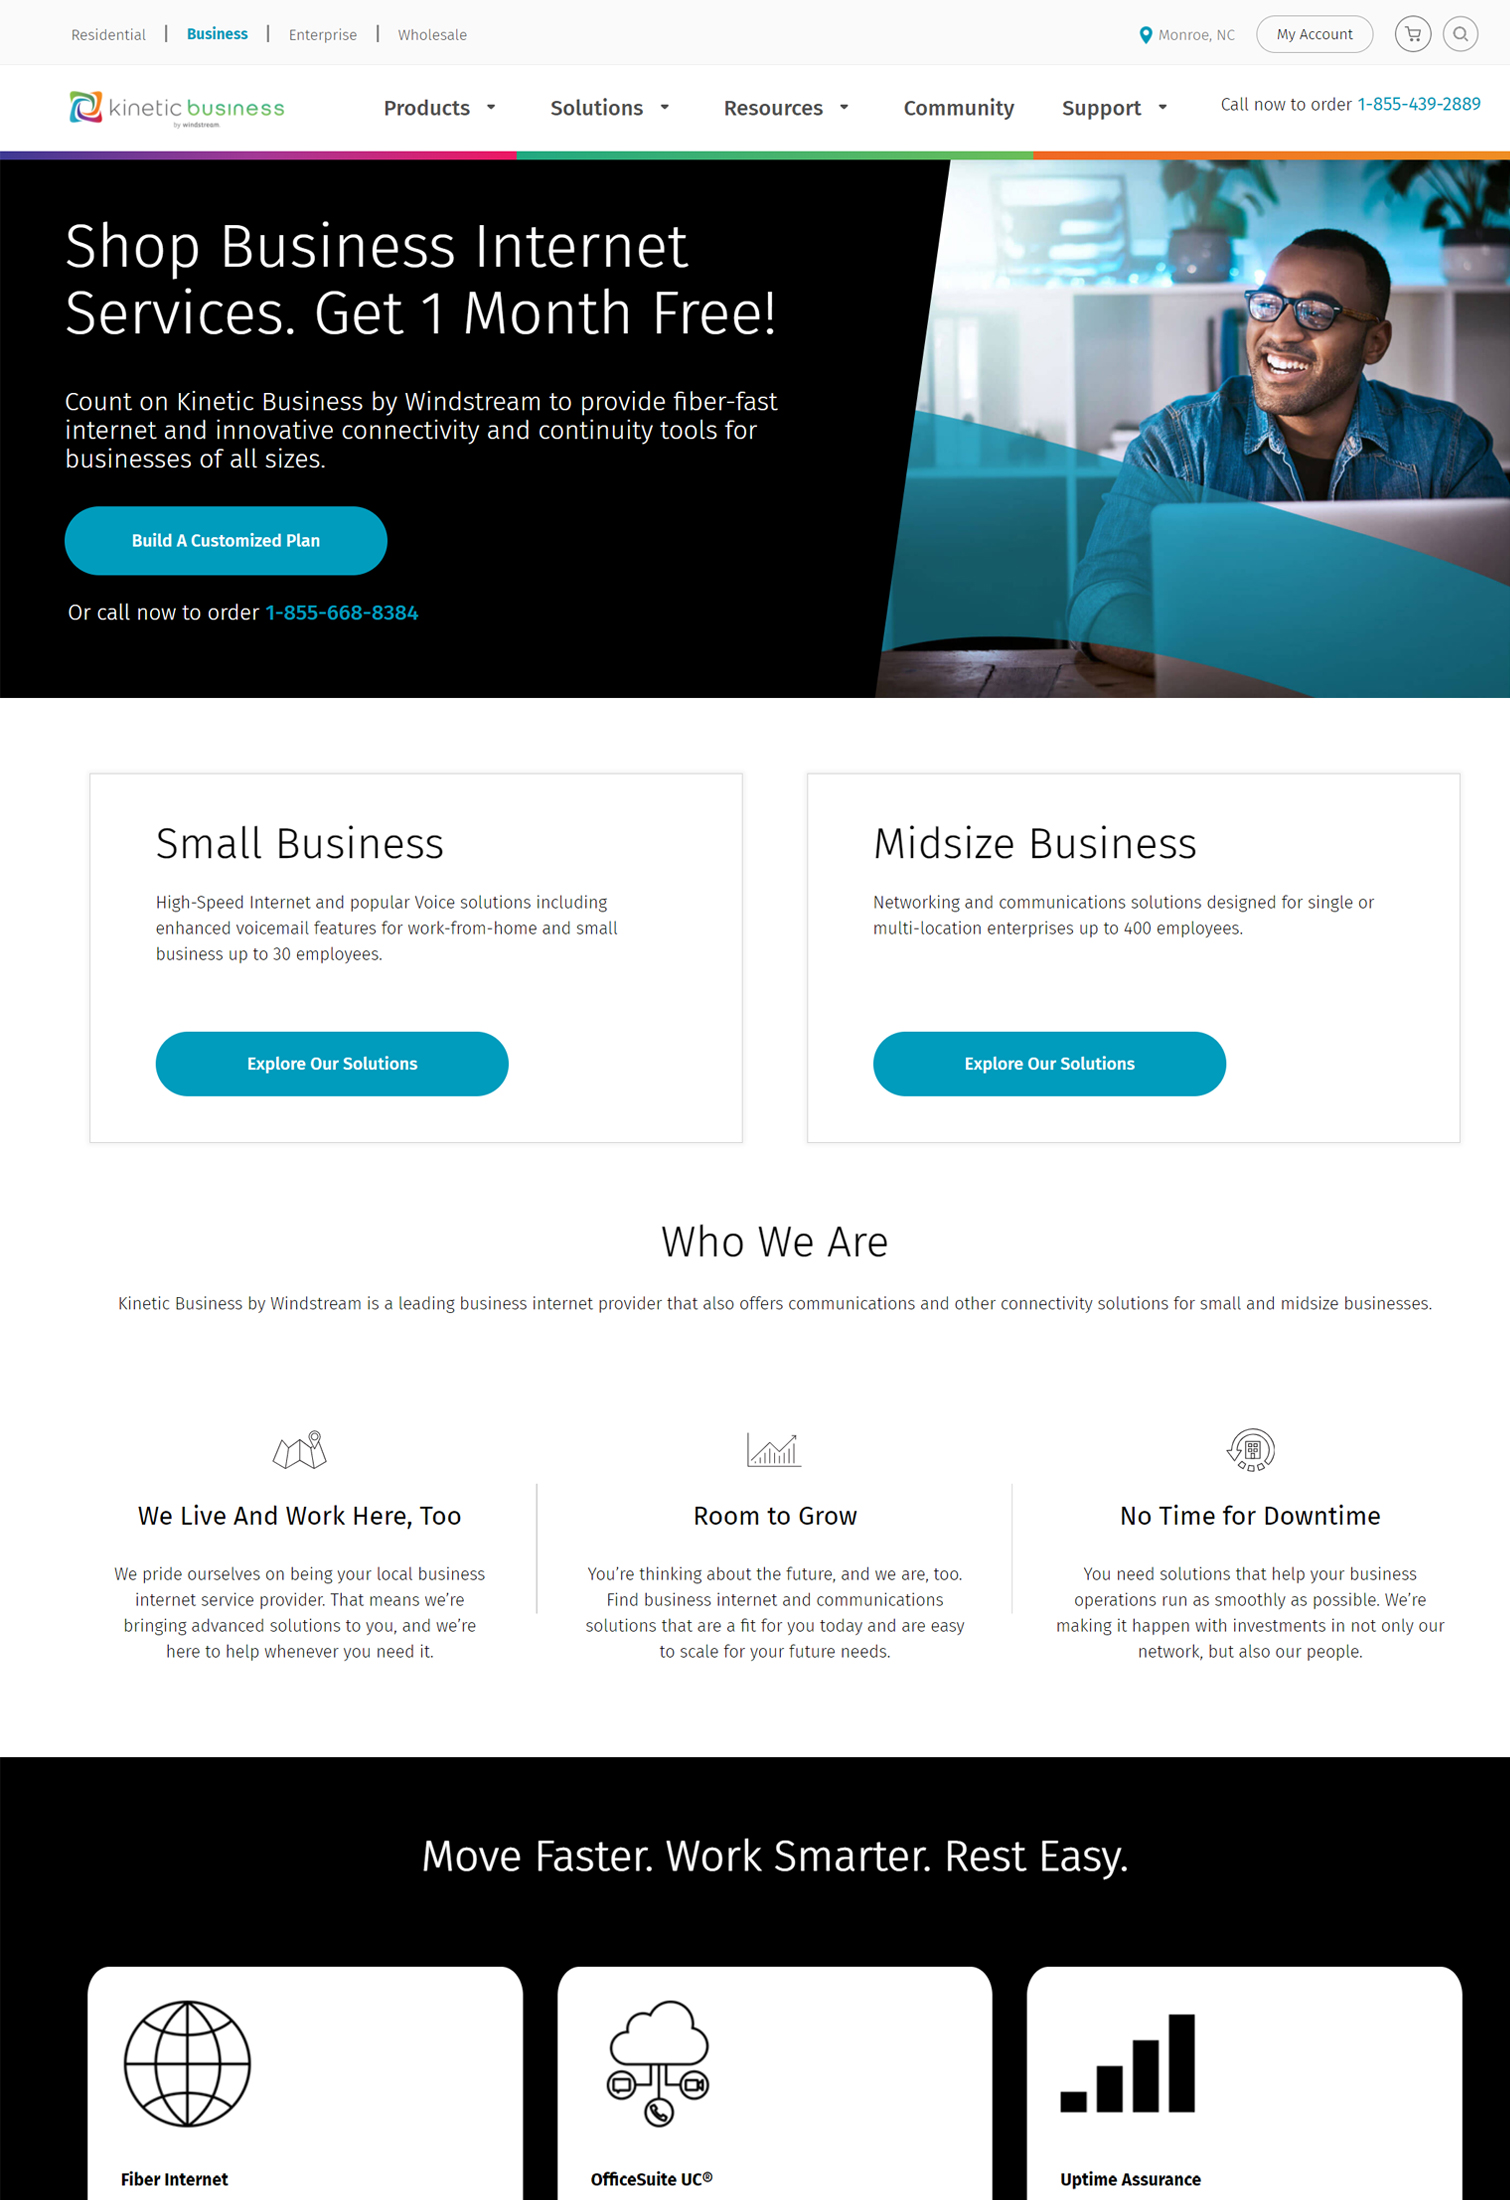 Residential | Business | Enterprise | Wholesale
Monroe, NC
My Account
kinetic business
by windstream.
Products
Solutions
Resources
Community
Support
Call now to order 1-855-439-2889
Shop Business Internet
Services. Get 1 Month Free!
Count on Kinetic Business by Windstream to provide fiber-fast
internet and innovative connectivity and continuity tools for
businesses of all sizes.
Build A Customized Plan
Or call now to order 1-855-668-8384
Small Business
High-Speed Internet and popular Voice solutions including
enhanced voicemail features for work-from-home and small
business up to 30 employees.
Explore Our Solutions
Midsize Business
Networking and communications solutions designed for single or
multi-location enterprises up to 400 employees.
Explore Our Solutions
Who We Are
Kinetic Business by Windstream is a leading business internet provider that also offers communications and other connectivity solutions for small and midsize businesses.
We Live And Work Here, Too
We pride ourselves on being your local business
internet service provider. That means we’re
bringing advanced solutions to you, and we’re
here to help whenever you need it.
Room to Grow
You’re thinking about the future, and we are, too.
Find business internet and communications
solutions that are a fit for you today and are easy
to scale for your future needs.
No Time for Downtime
You need solutions that help your business
operations run as smoothly as possible. We’re
making it happen with investments in not only our
network, but also our people.
Move Faster. Work Smarter. Rest Easy.
Fiber Internet
OfficeSuite UC®
Uptime Assurance